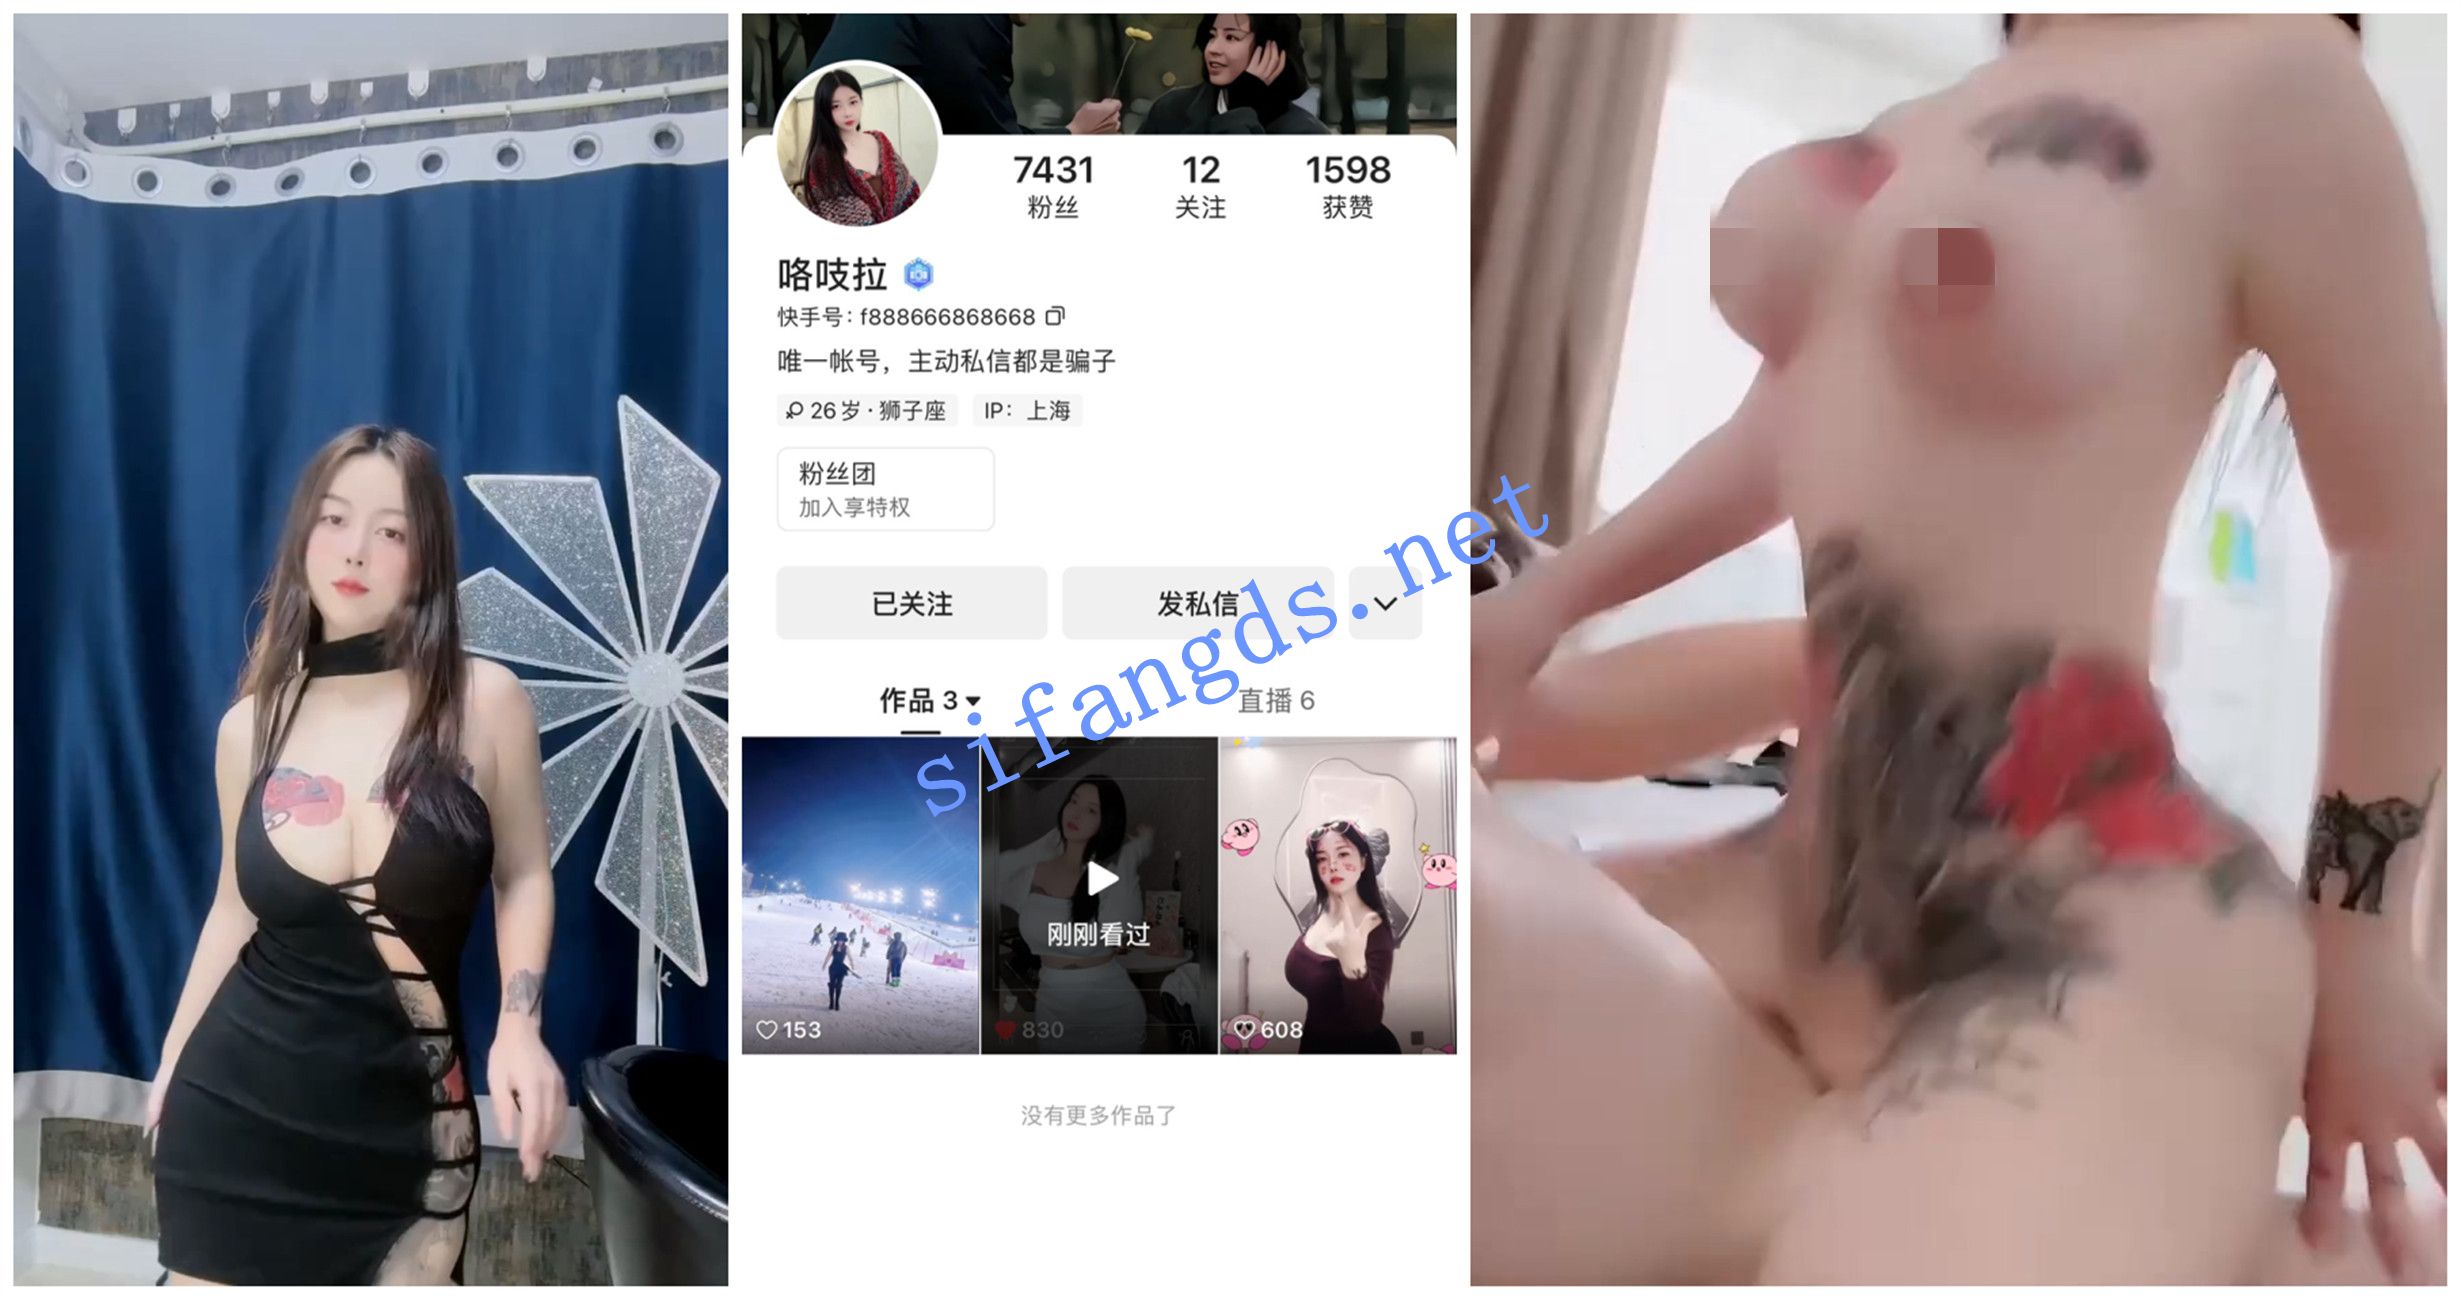 7431
粉丝
12
关注
1598
获赞
咯吱拉
快手号：f888666868668
唯一帐号，主动私信都是骗子
26岁·狮子座
IP：上海
粉丝团
加入享特权
已关注
发私信
作品 3
直播 6
刚刚看过
153
830
608
没有更多作品了
sifangds.net